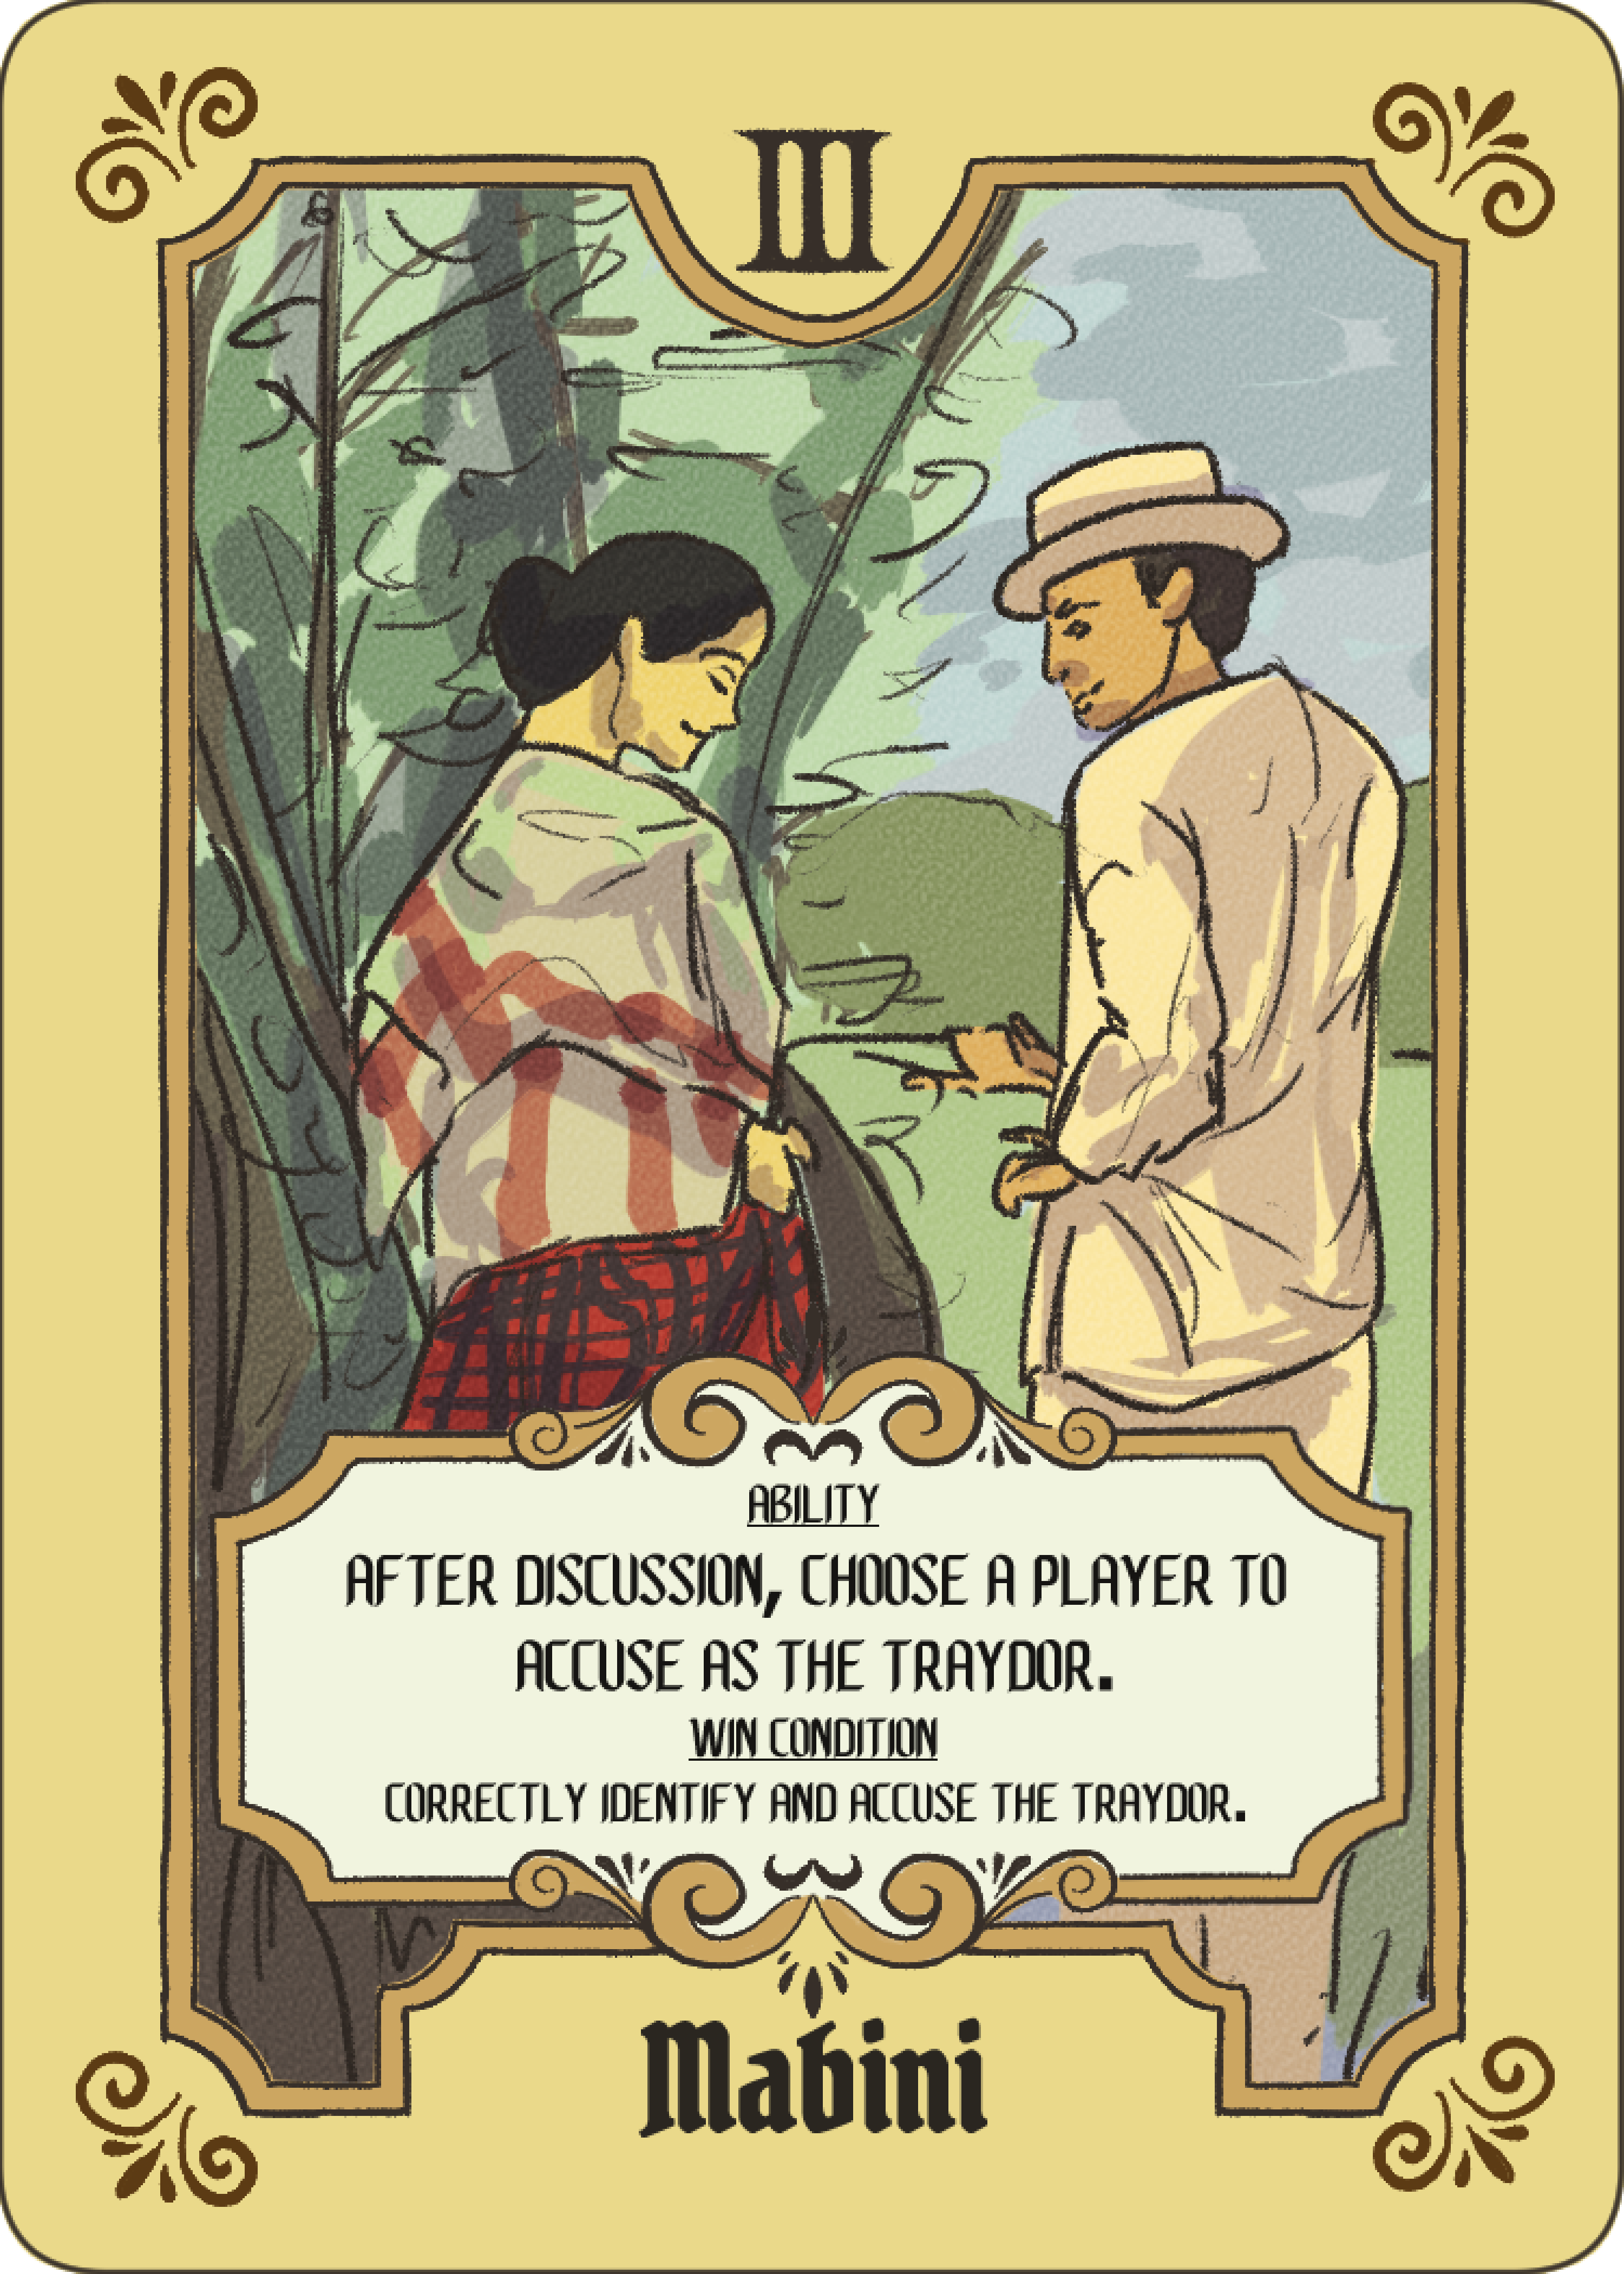 III
ABILITY
AFTER DISCUSSION, CHOOSE A PLAYER TO
ACCUSE AS THE TRAYDOR.
WIN CONDITION
CORRECTLY IDENTIFY AND ACCUSE THE TRAYDOR.
Mabini